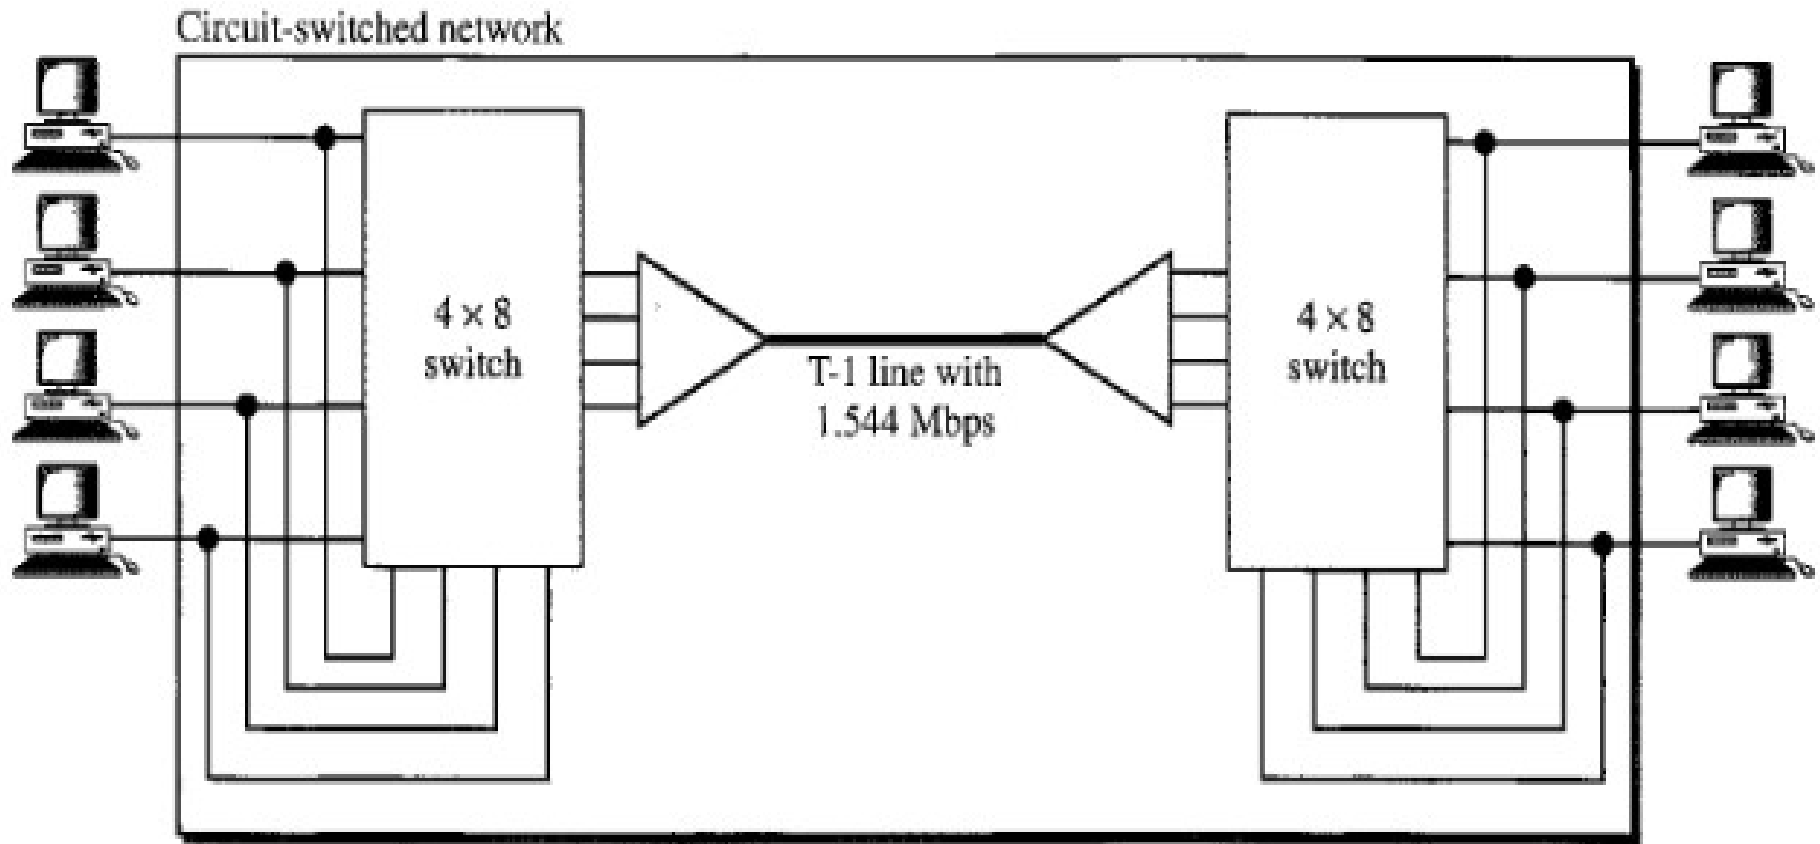 Circuit-switched network
4 × 8
switch
T-1 line with
1.544 Mbps
4 × 8
switch